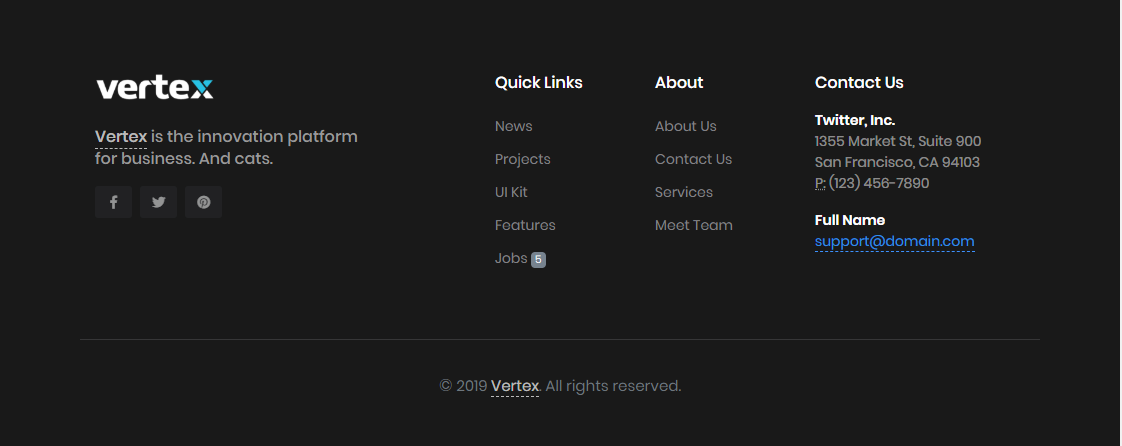 vertex
Vertex is the innovation platform
for business. And cats.
Quick Links
News
Projects
UI Kit
Features
Jobs 5
About
About Us
Contact Us
Services
Meet Team
Contact Us
Twitter, Inc.
1355 Market St, Suite 900
San Francisco, CA 94103
P: (123) 456-7890
Full Name
support@domain.com
© 2019 Vertex. All rights reserved.